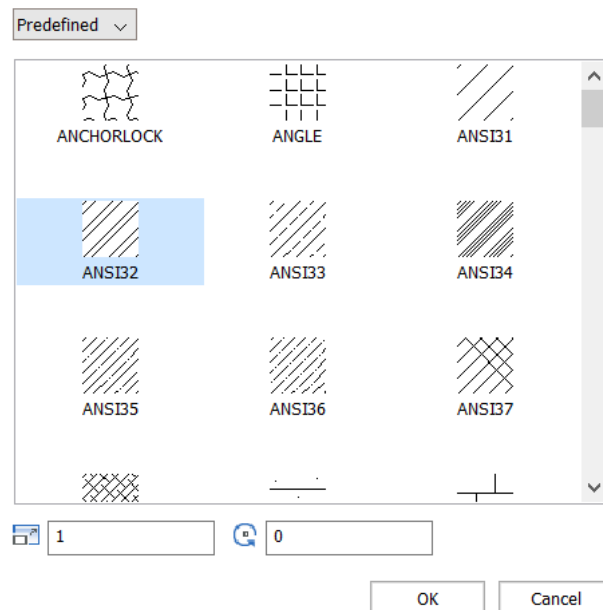 Predefined
ANCHORLOCK ANGLE ANSI31
ANSI32 ANSI33 ANSI34
ANSI35 ANSI36 ANSI37
1 0
OK Cancel